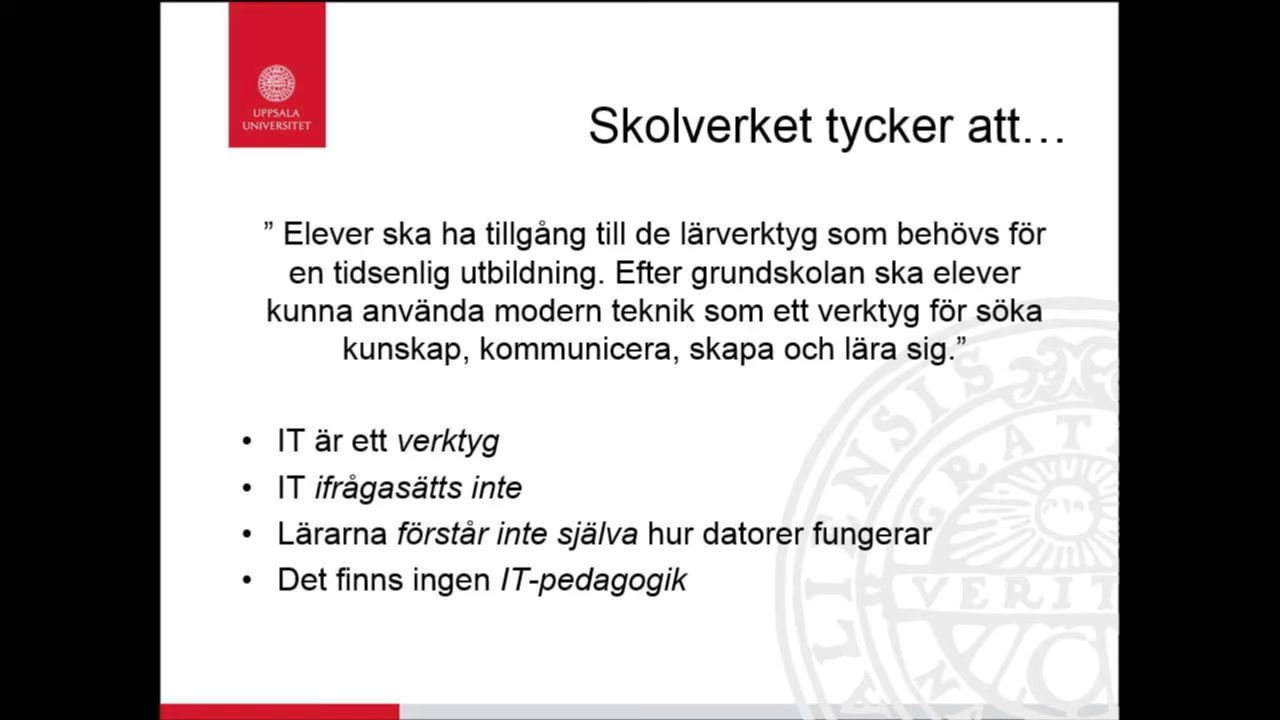 UPPSALA
UNIVERSITET
Skolverket tycker att…
” Elever ska ha tillgång till de lärverktyg som behövs för
en tidsenlig utbildning. Efter grundskolan ska elever
kunna använda modern teknik som ett verktyg för söka
kunskap, kommunicera, skapa och lära sig.”
• IT är ett verktyg
• IT ifrågasätts inte
• Lärarna förstår inte själva hur datorer fungerar
• Det finns ingen IT-pedagogik
GRAT
VERIT